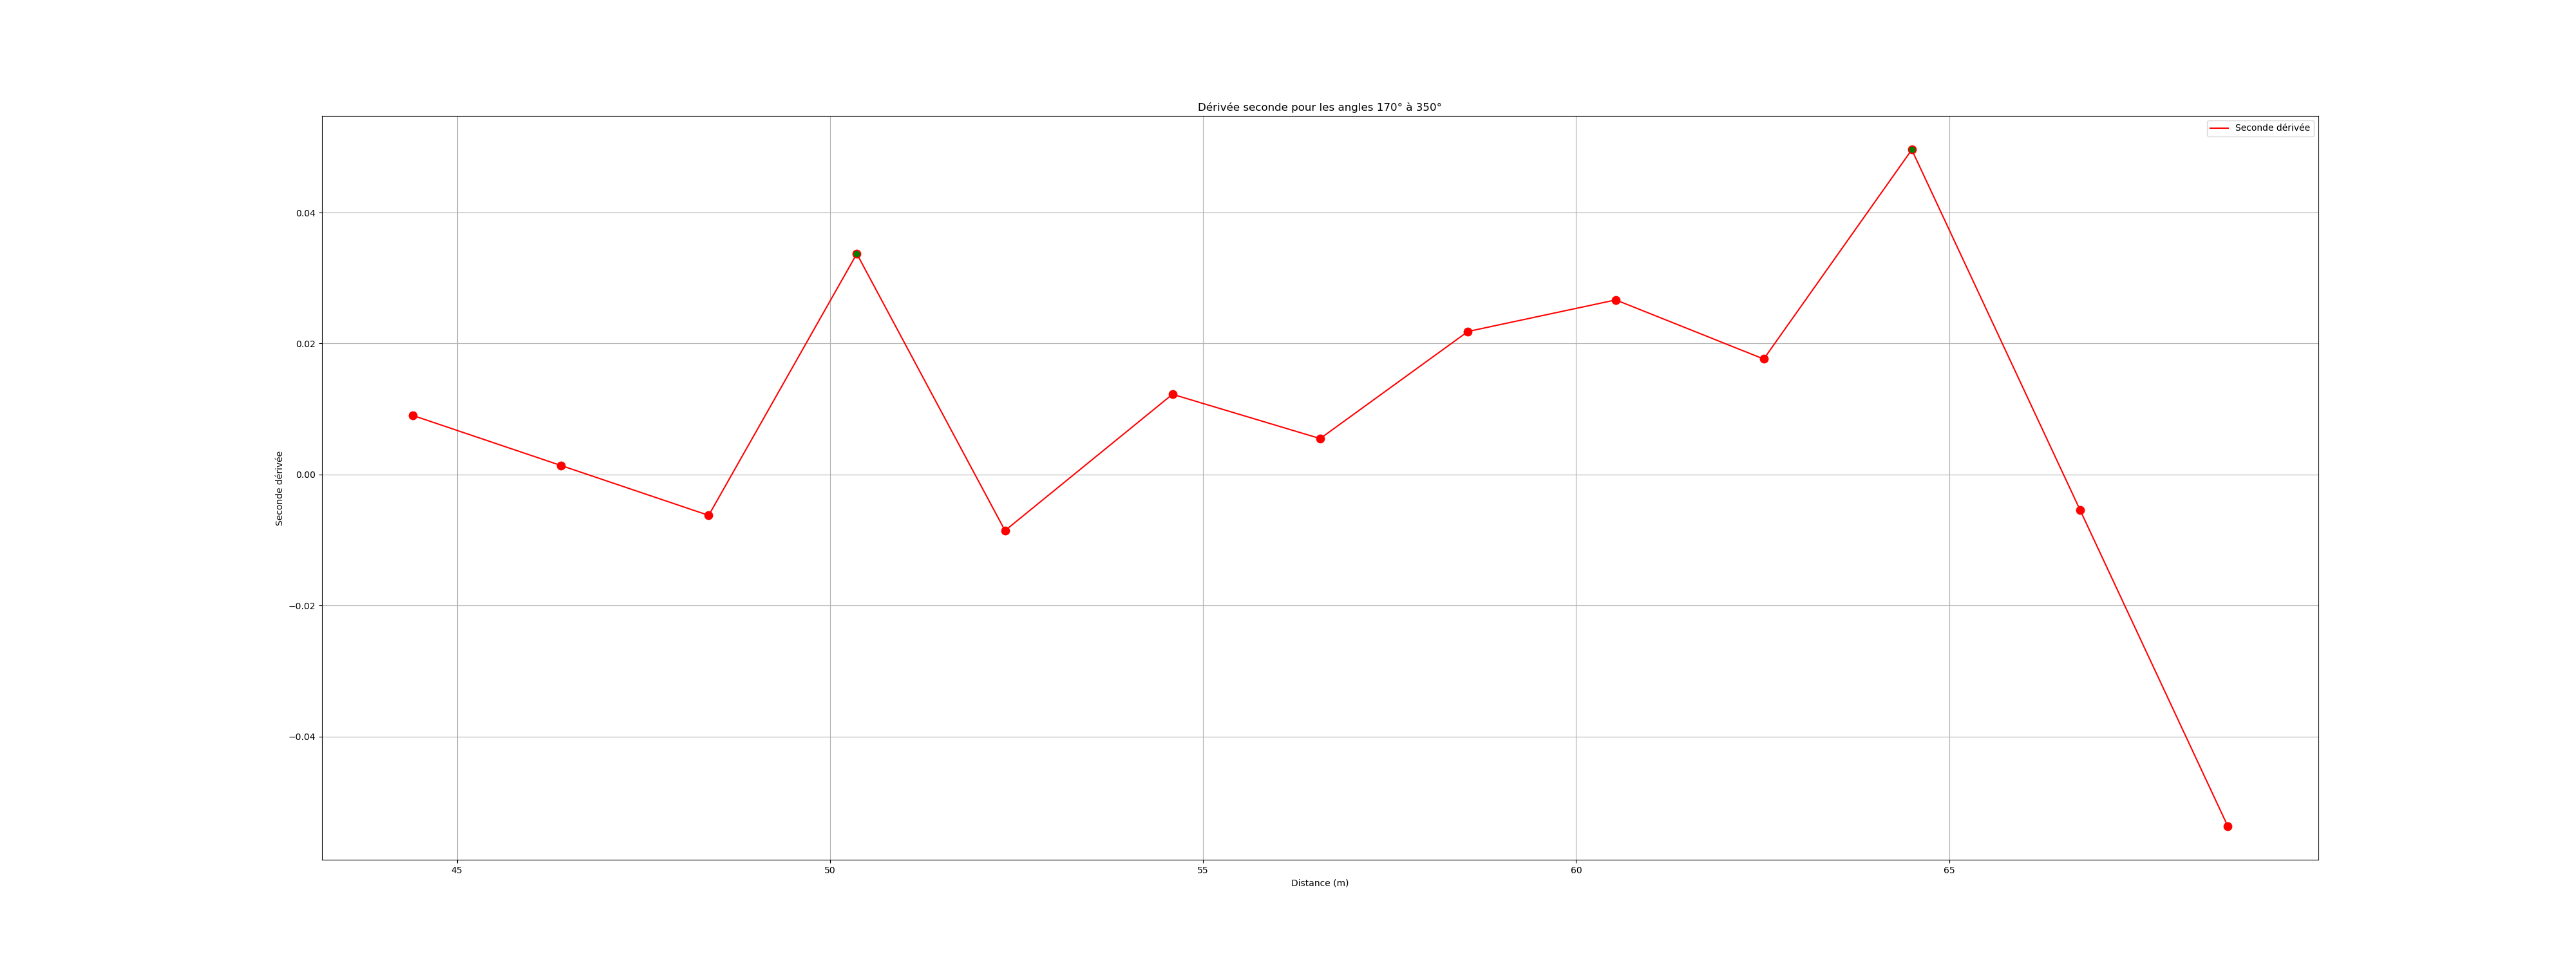 Dérivée seconde pour les angles 170° à 350°
Seconde dérivée
0.04
0.02
0.00
−0.02
−0.04
Seconde dérivée
45
50
55
60
65
Distance (m)